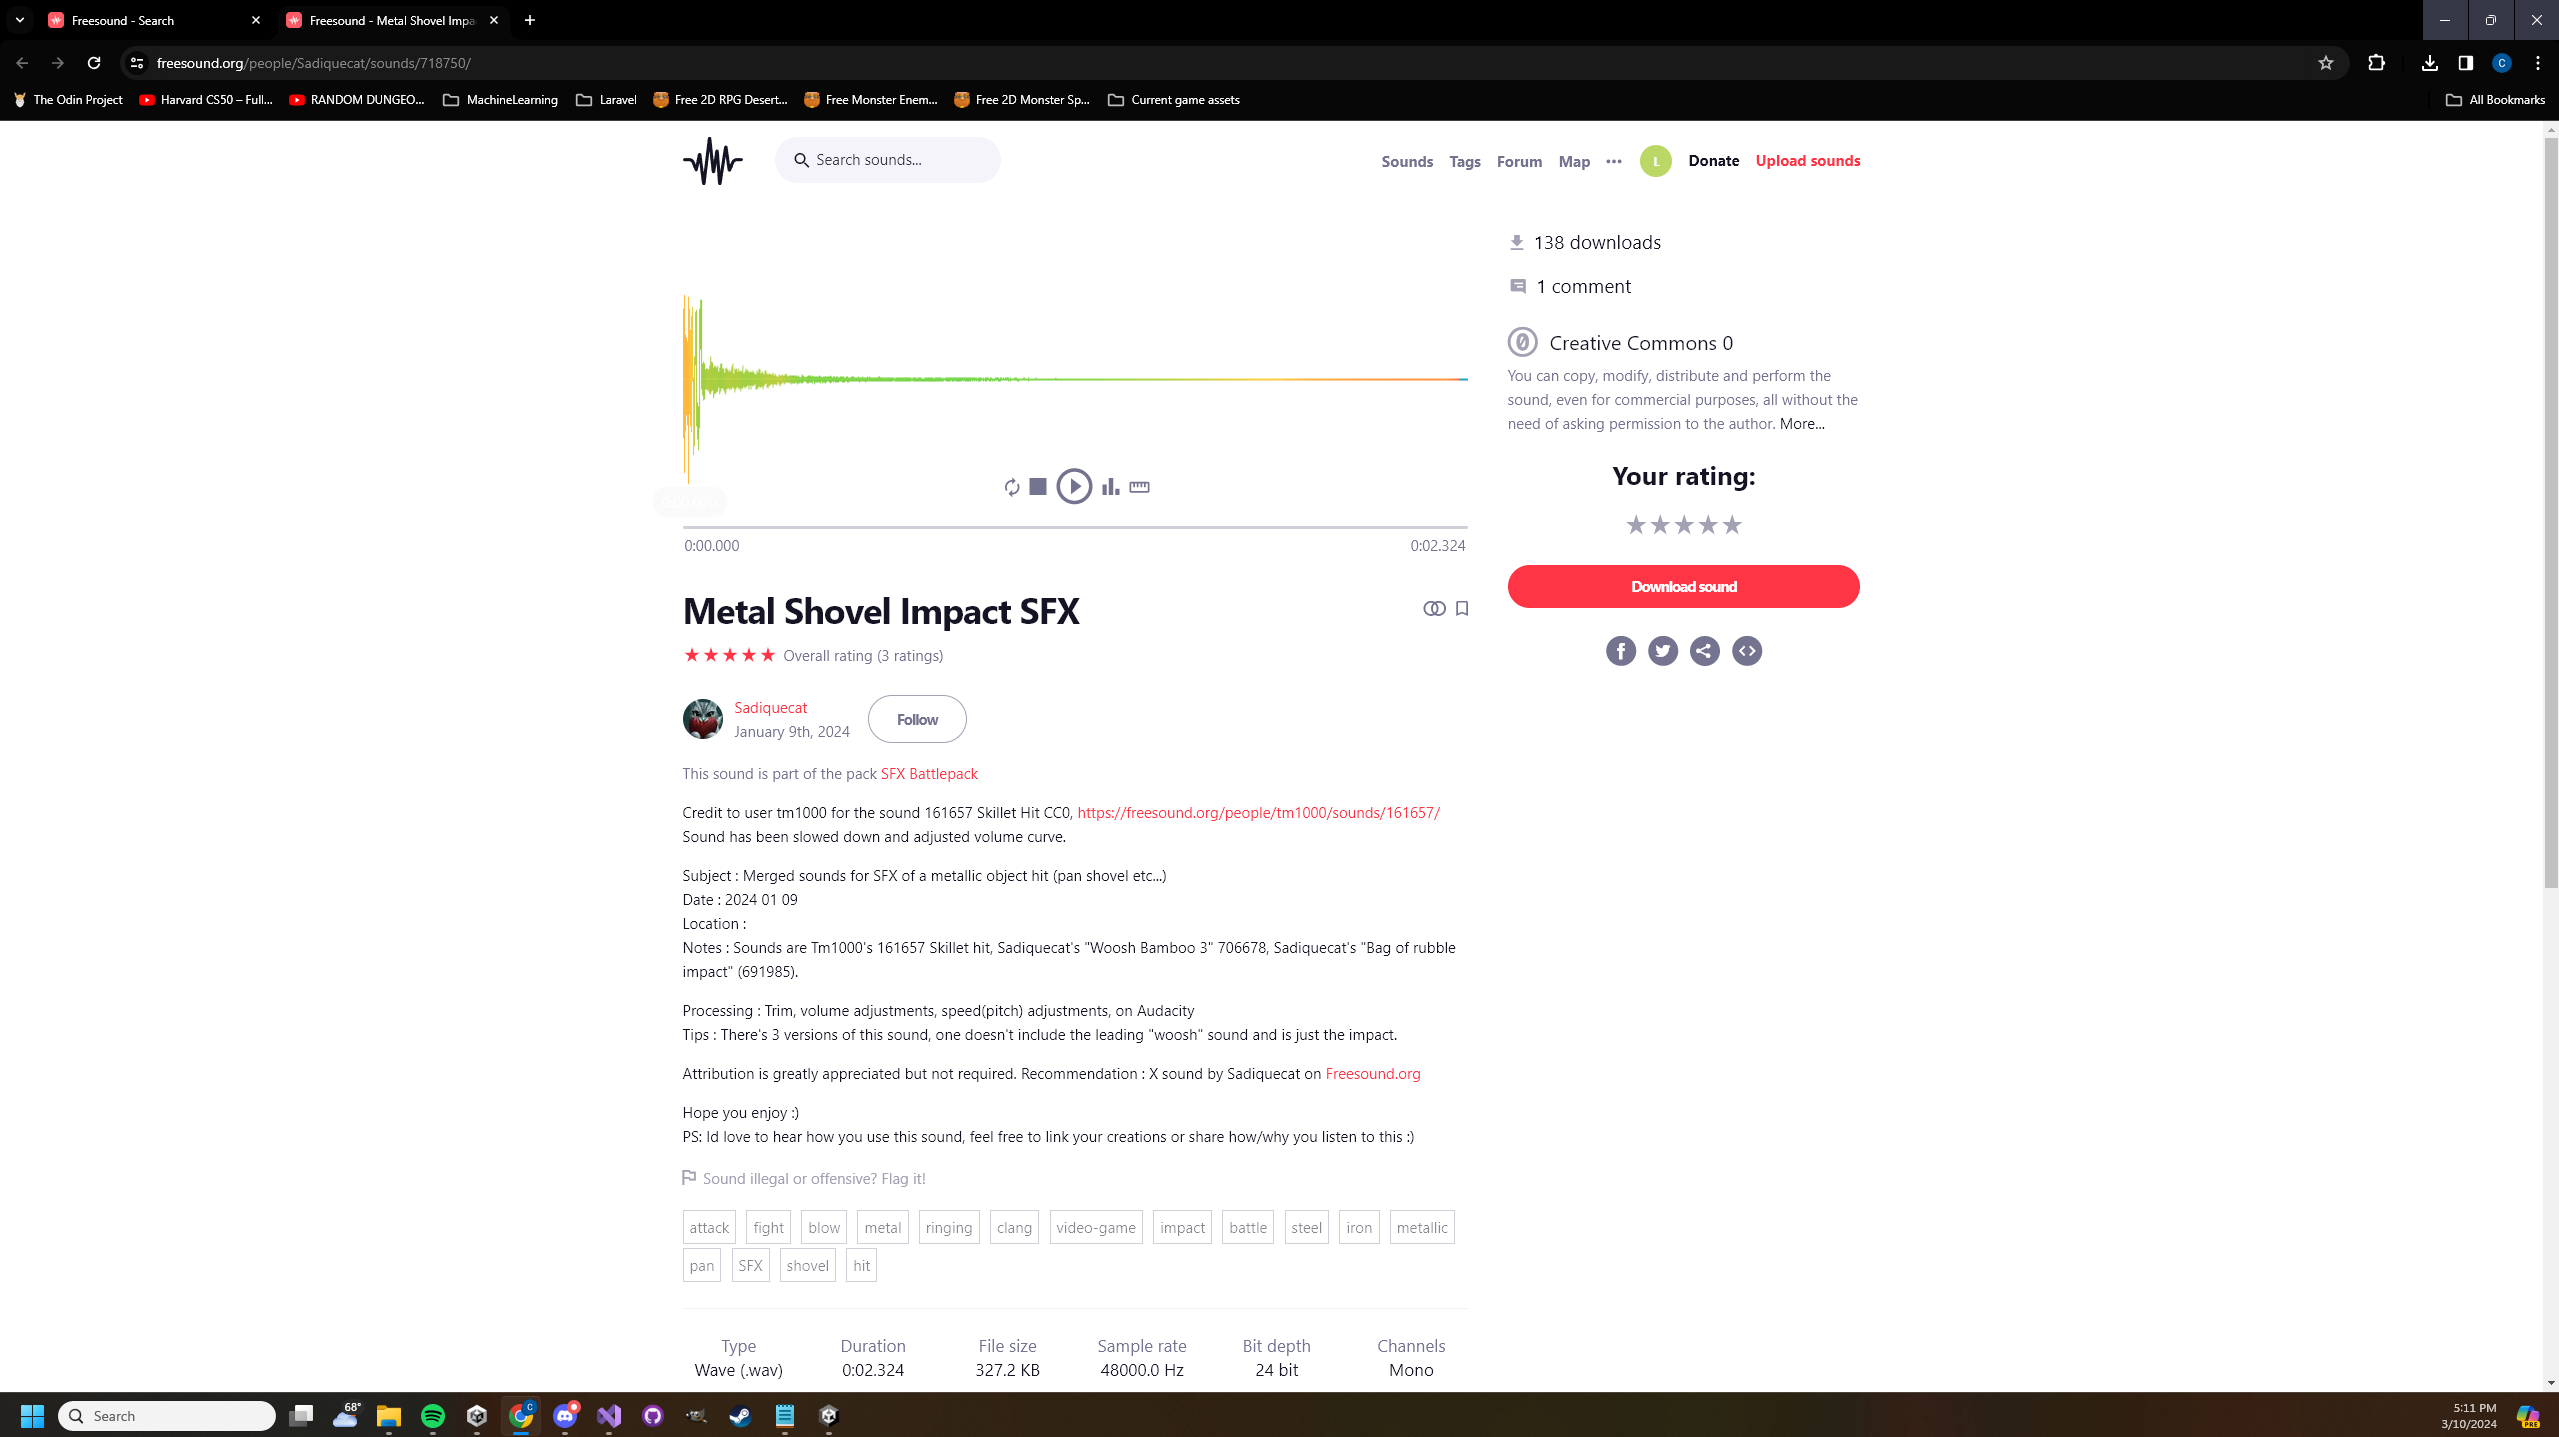 Freesound - Search
Freesound - Metal Shovel Impa
freesound.org/people/Sadiquecat/sounds/718750/
C
The Odin Project
Harvard CS50 – Full...
RANDOM DUNGEO...
MachineLearning
Laravel
Free 2D RPG Desert...
Free Monster Enem...
Free 2D Monster Sp...
Current game assets
All Bookmarks
Search sounds...
Sounds
Tags
Forum
Map
L
Donate
Upload sounds
138 downloads
1 comment
Creative Commons 0
You can copy, modify, distribute and perform the
sound, even for commercial purposes, all without the
need of asking permission to the author. More...
Your rating:
0:00.000
0:02.324
Download sound
Metal Shovel Impact SFX
Overall rating (3 ratings)
Sadiquecat
January 9th, 2024
Follow
This sound is part of the pack SFX Battlepack
Credit to user tm1000 for the sound 161657 Skillet Hit CC0, https://freesound.org/people/tm1000/sounds/161657/
Sound has been slowed down and adjusted volume curve.
Subject : Merged sounds for SFX of a metallic object hit (pan shovel etc...)
Date : 2024 01 09
Location :
Notes : Sounds are Tm1000's 161657 Skillet hit, Sadiquecat's "Woosh Bamboo 3" 706678, Sadiquecat's "Bag of rubble
impact" (691985).
Processing : Trim, volume adjustments, speed(pitch) adjustments, on Audacity
Tips : There's 3 versions of this sound, one doesn't include the leading "woosh" sound and is just the impact.
Attribution is greatly appreciated but not required. Recommendation : X sound by Sadiquecat on Freesound.org
Hope you enjoy :)
PS: Id love to hear how you use this sound, feel free to link your creations or share how/why you listen to this :)
Sound illegal or offensive? Flag it!
attack fight blow metal ringing clang video-game impact battle steel iron metallic
pan SFX shovel hit
Type Duration File size Sample rate Bit depth Channels
Wave (.wav) 0:02.324 327.2 KB 48000.0 Hz 24 bit Mono
Search
68°
C
5:11 PM
3/10/2024
PRE